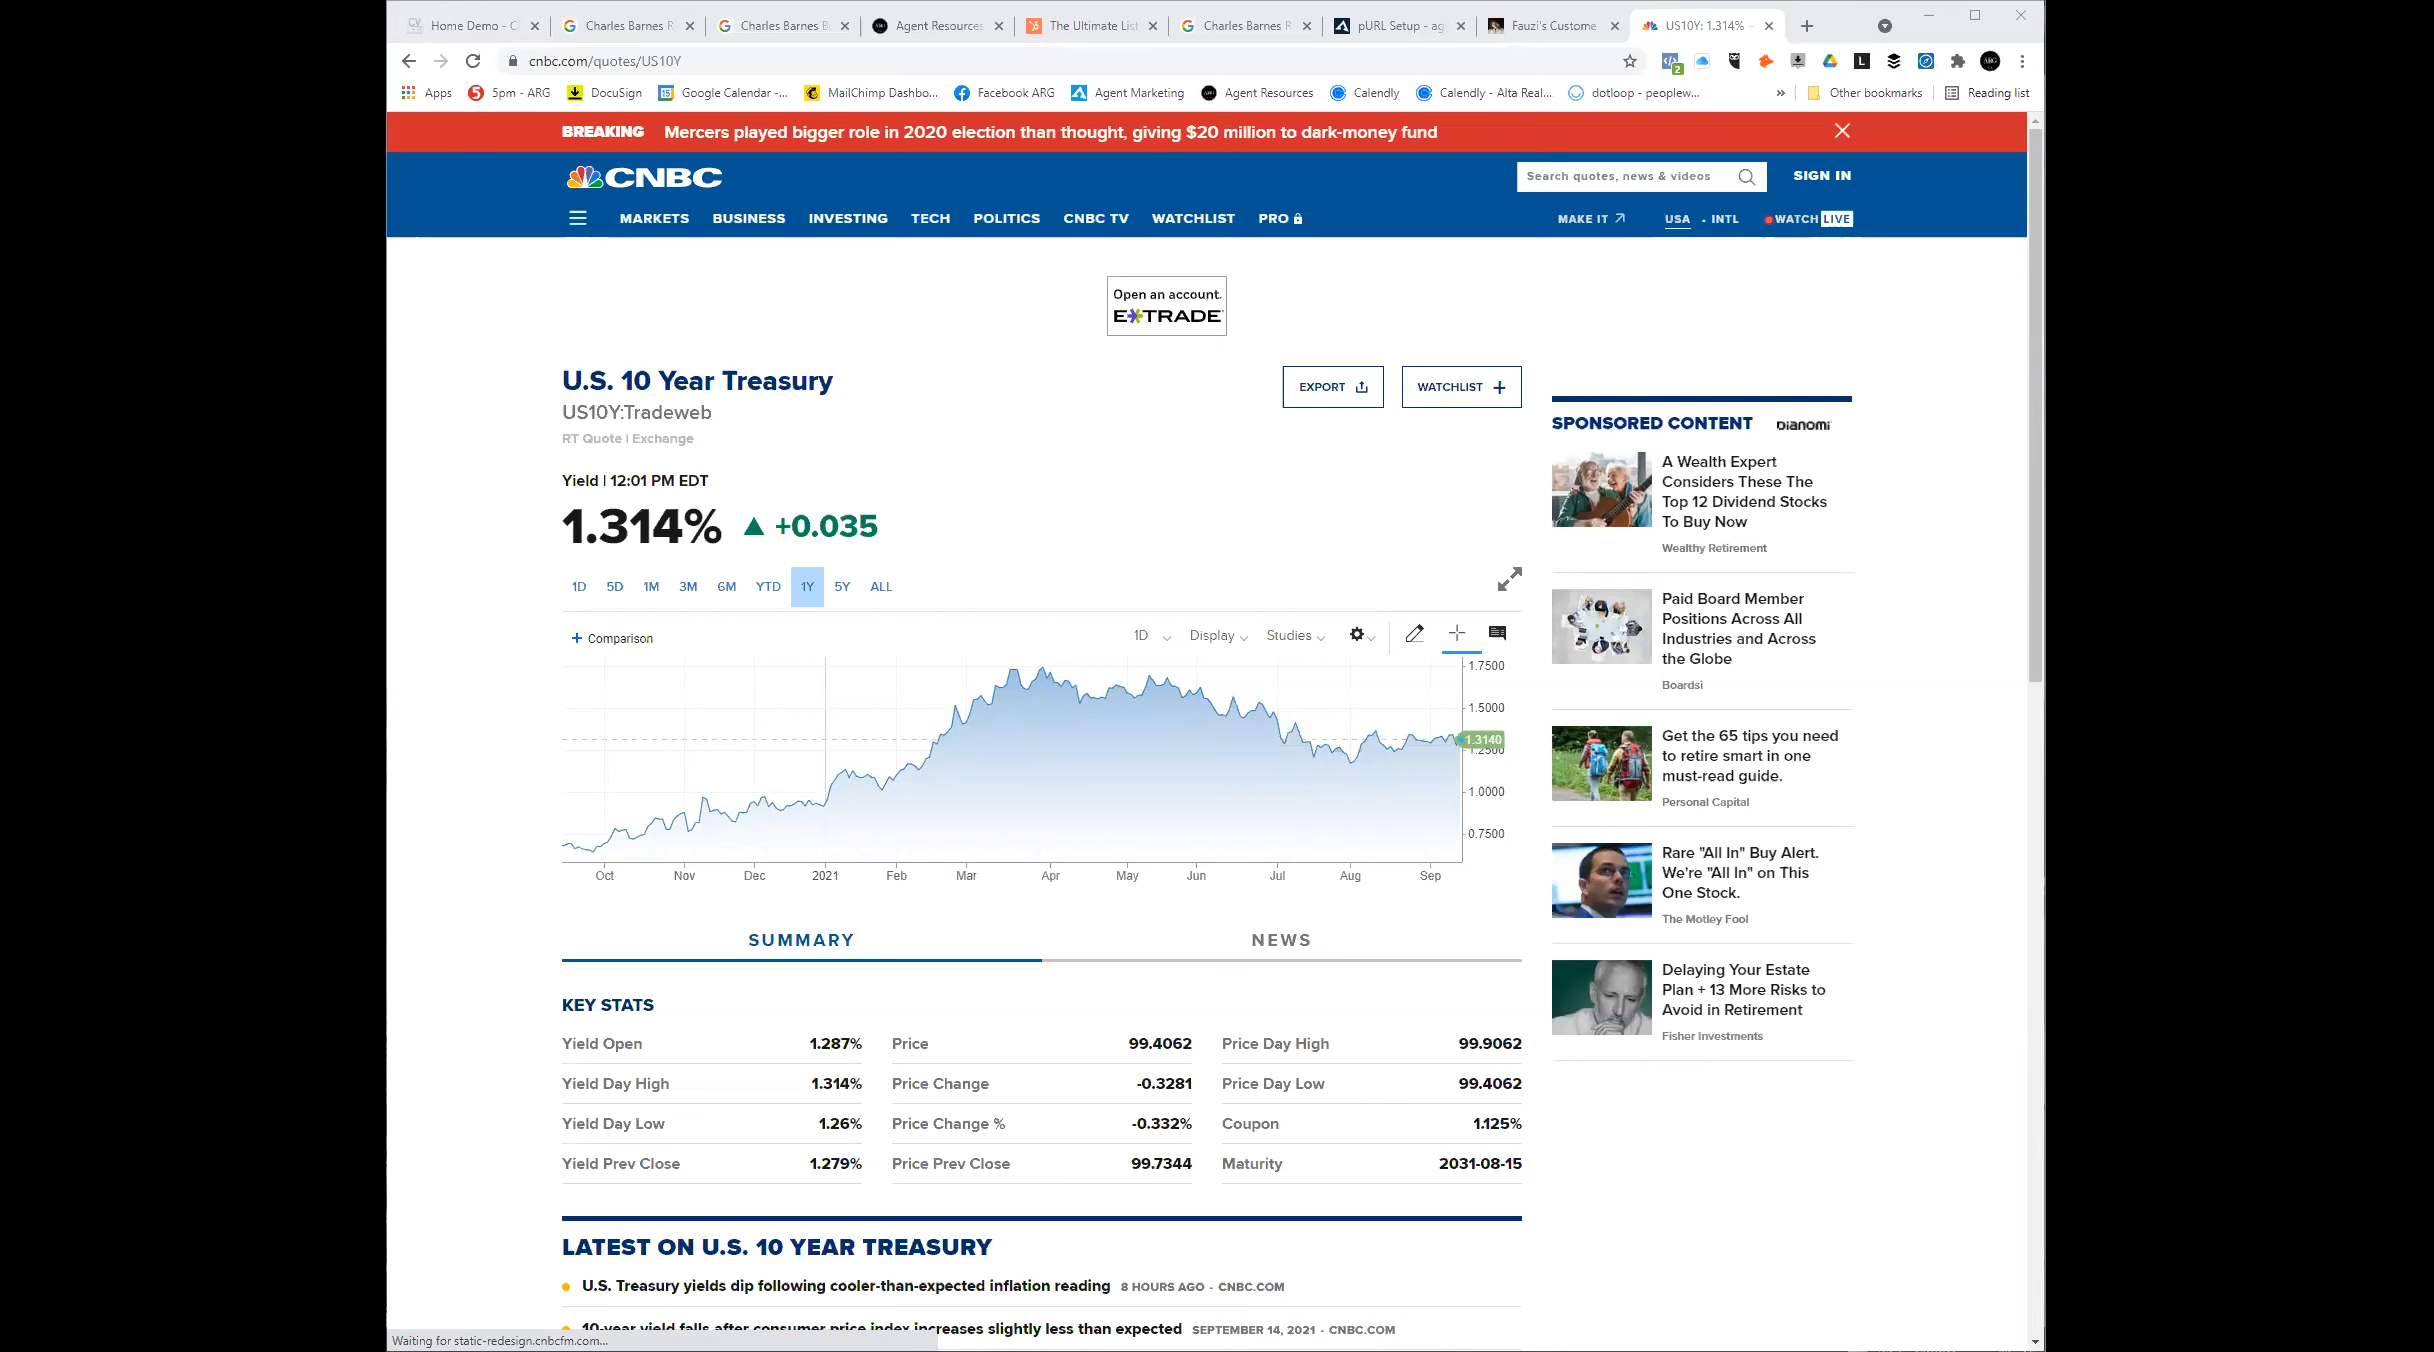 Home Demo - C
Charles Barnes R
Charles Barnes B
Agent Resources
The Ultimate List
Charles Barnes R
pURL Setup - ag
Fauzi's Custome
US10Y: 1.314% -
cnbc.com/quotes/US10Y
Apps
5pm - ARG
DocuSign
Google Calendar -...
MailChimp Dashbo...
Facebook ARG
Agent Marketing
Agent Resources
Calendly
Calendly - Alta Real...
dotloop - peoplew...
»
Other bookmarks
Reading list
BREAKING Mercers played bigger role in 2020 election than thought, giving $20 million to dark-money fund
CNBC
Search quotes, news & videos
SIGN IN
MARKETS BUSINESS INVESTING TECH POLITICS CNBC TV WATCHLIST PRO
MAKE IT USA - INTL WATCH LIVE
Open an account.
E*TRADE
U.S. 10 Year Treasury
EXPORT
WATCHLIST +
US10Y:Tradeweb
RT Quote | Exchange
Yield | 12:01 PM EDT
1.314% +0.035
1D 5D 1M 3M 6M YTD 1Y 5Y ALL
+ Comparison
1D Display Studies
1.7500
1.5000
1.3140
1.2500
1.0000
0.7500
Oct Nov Dec 2021 Feb Mar Apr May Jun Jul Aug Sep
SUMMARY NEWS
KEY STATS
Yield Open 1.287% Price 99.4062 Price Day High 99.9062
Yield Day High 1.314% Price Change -0.3281 Price Day Low 99.4062
Yield Day Low 1.26% Price Change % -0.332% Coupon 1.125%
Yield Prev Close 1.279% Price Prev Close 99.7344 Maturity 2031-08-15
LATEST ON U.S. 10 YEAR TREASURY
U.S. Treasury yields dip following cooler-than-expected inflation reading 8 HOURS AGO - CNBC.COM
10-year yield falls after consumer price index increases slightly less than expected SEPTEMBER 14, 2021 - CNBC.COM
SPONSORED CONTENT DIANOMI
A Wealth Expert
Considers These The
Top 12 Dividend Stocks
To Buy Now
Wealthy Retirement
Paid Board Member
Positions Across All
Industries and Across
the Globe
Boardsi
Get the 65 tips you need
to retire smart in one
must-read guide.
Personal Capital
Rare "All In" Buy Alert.
We're "All In" on This
One Stock.
The Motley Fool
Delaying Your Estate
Plan + 13 More Risks to
Avoid in Retirement
Fisher Investments
Waiting for static-redesign.cnbcfm.com...